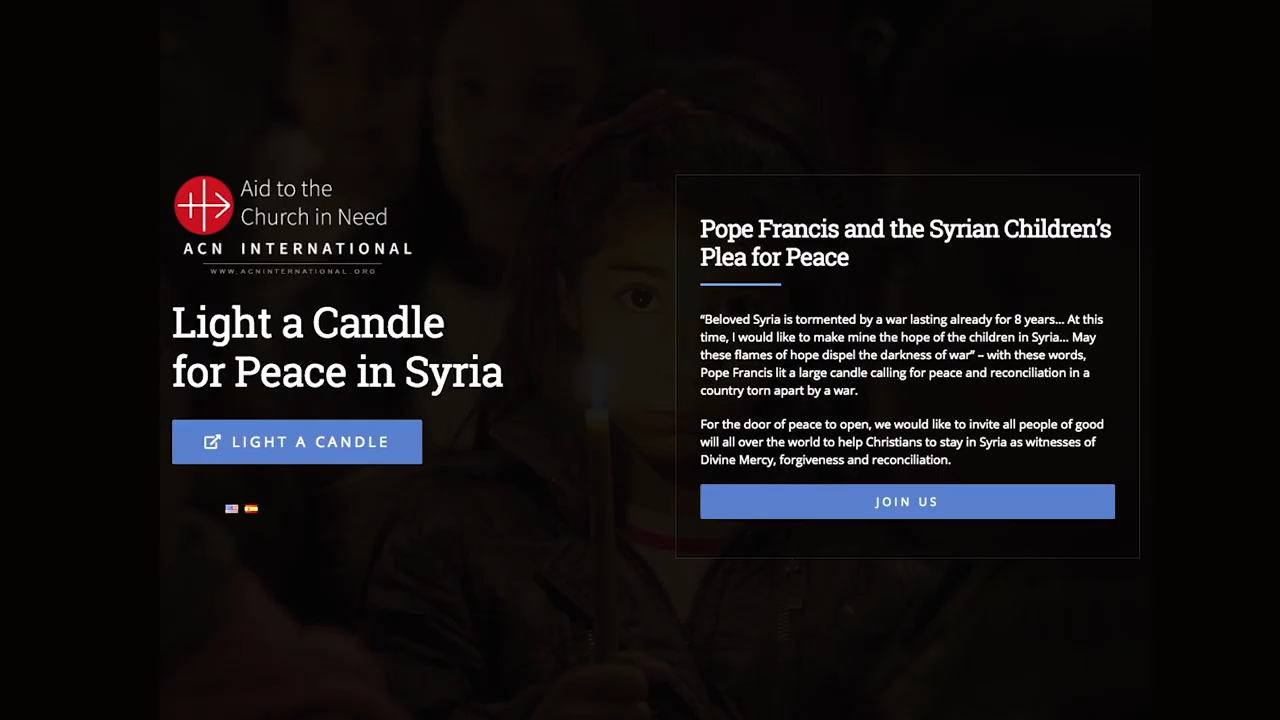 Aid to the
Church in Need
ACN INTERNATIONAL
WWW.ACNINTERNATIONAL.ORG
Light a Candle
for Peace in Syria
LIGHT A CANDLE
Pope Francis and the Syrian Children’s
Plea for Peace
“Beloved Syria is tormented by a war lasting already for 8 years... At this
time, I would like to make mine the hope of the children in Syria... May
these flames of hope dispel the darkness of war” – with these words,
Pope Francis lit a large candle calling for peace and reconciliation in a
country torn apart by a war.
For the door of peace to open, we would like to invite all people of good
will all over the world to help Christians to stay in Syria as witnesses of
Divine Mercy, forgiveness and reconciliation.
JOIN US